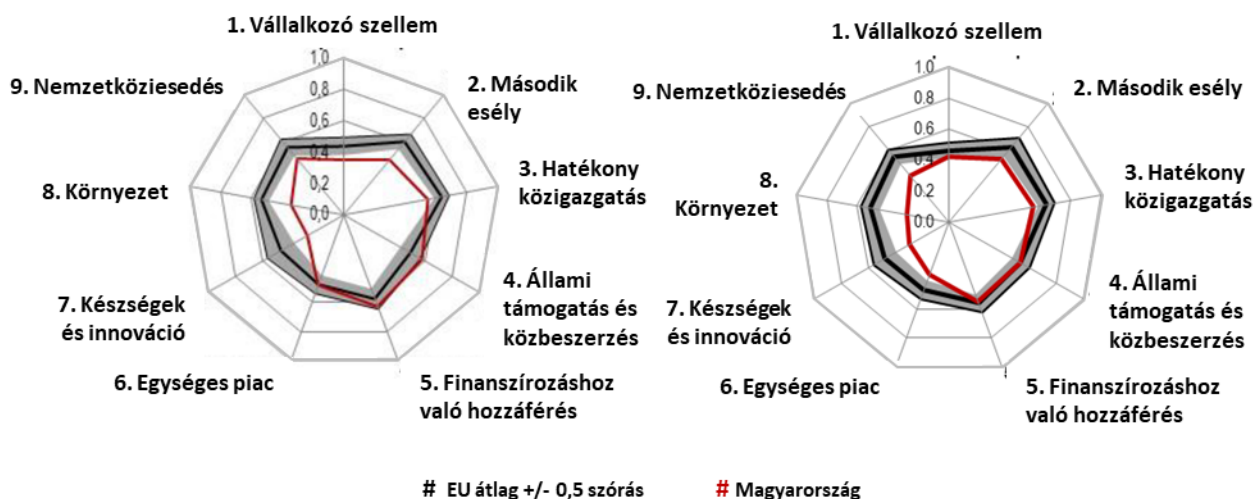 1. Vállalkozó szellem
1,0
0,8
0,6
0,4
0,2
0,0
2. Második
esély
3. Hatékony
közigazgatás
4. Állami
támogatás és
közbeszerzés
5. Finanszírozáshoz
való hozzáférés
6. Egységes piac
7. Készségek
és innováció
8. Környezet
9. Nemzetköziesedés
1. Vállalkozó szellem
1.0
0.8
0.6
0.4
0.2
0.0
2. Második esély
3. Hatékony
közigazgatás
4. Állami
támogatás és
közbeszerzés
5. Finanszírozáshoz
való hozzáférés
6. Egységes piac
7. Készségek
és innováció
8.
Környezet
9. Nemzetköziesedés
# EU átlag +/- 0,5 szórás
# Magyarország